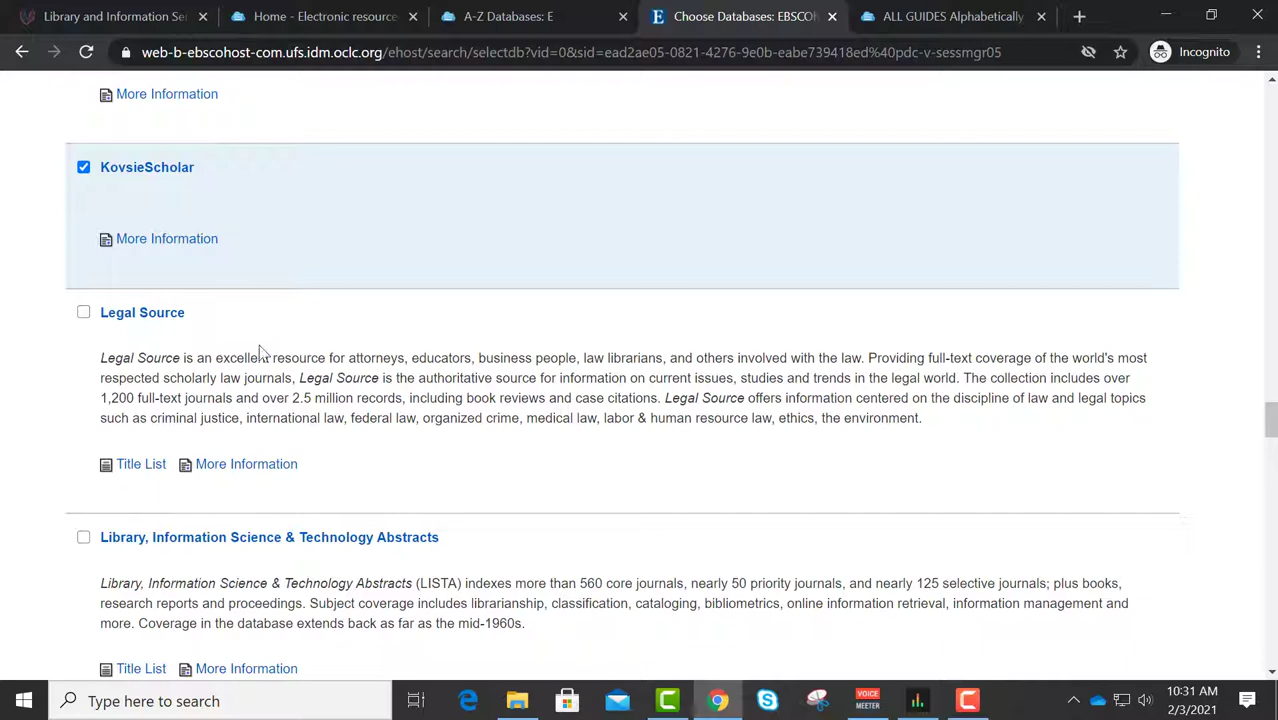 Library and Information Se
Home - Electronic resource
A-Z Databases: E
Choose Databases: EBSCOh
ALL GUIDES Alphabetically
web-b-ebscohost-com.ufs.idm.oclc.org/ehost/search/selectdb?vid=0&sid=ead2ae05-0821-4276-9e0b-eabe739418ed%40pdc-v-sessmgr05
Incognito
More Information
KovsieScholar
More Information
Legal Source
Legal Source is an excellent resource for attorneys, educators, business people, law librarians, and others involved with the law. Providing full-text coverage of the world's most
respected scholarly law journals, Legal Source is the authoritative source for information on current issues, studies and trends in the legal world. The collection includes over
1,200 full-text journals and over 2.5 million records, including book reviews and case citations. Legal Source offers information centered on the discipline of law and legal topics
such as criminal justice, international law, federal law, organized crime, medical law, labor & human resource law, ethics, the environment.
Title List More Information
Library, Information Science & Technology Abstracts
Library, Information Science & Technology Abstracts (LISTA) indexes more than 560 core journals, nearly 50 priority journals, and nearly 125 selective journals; plus books,
research reports and proceedings. Subject coverage includes librarianship, classification, cataloging, bibliometrics, online information retrieval, information management and
more. Coverage in the database extends back as far as the mid-1960s.
Title List More Information
Type here to search
VOICE
MEETER
10:31 AM
2/3/2021